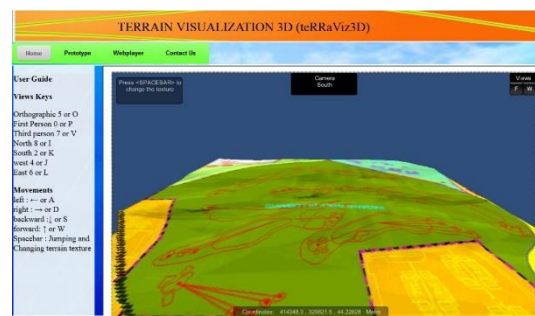 TERRAIN VISUALIZATION 3D (teRRaViz3D)
Home Prototype Webplayer Contact Us
User Guide
Views Keys
Orthographic 5 or O
First Person 0 or P
Third person 7 or V
North 8 or I
South 2 or K
west 4 or J
East 6 or L
Movements
left : ← or A
right : → or D
backward :↓ or S
forward: ↑ or W
Spacebar : Jumping and
Changing terrain texture
Press <SPACEBAR> to
change the texture
Camera
South
Views
F W
Coordinates: